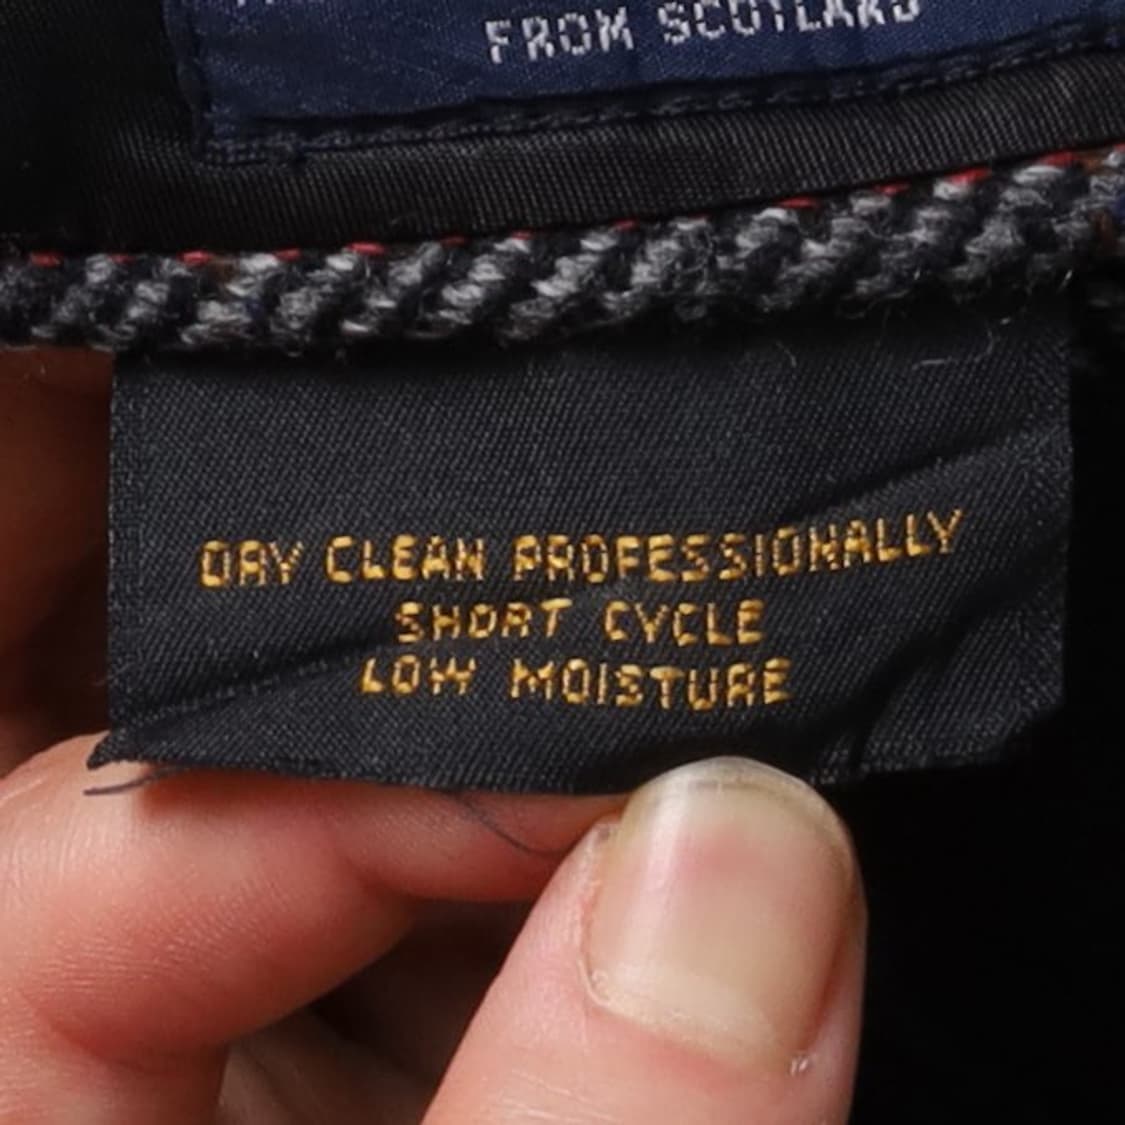 FROM SCOTLAND
DRY CLEAN PROFESSIONALLY
SHORT CYCLE
LOW MOISTURE